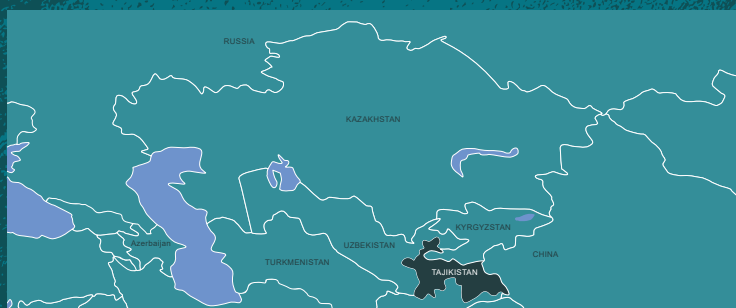 RUSSIA
KAZAKHSTAN
KYRGYZSTAN
Azerbaijan
UZBEKISTAN
CHINA
TURKMENISTAN
TAJIKISTAN